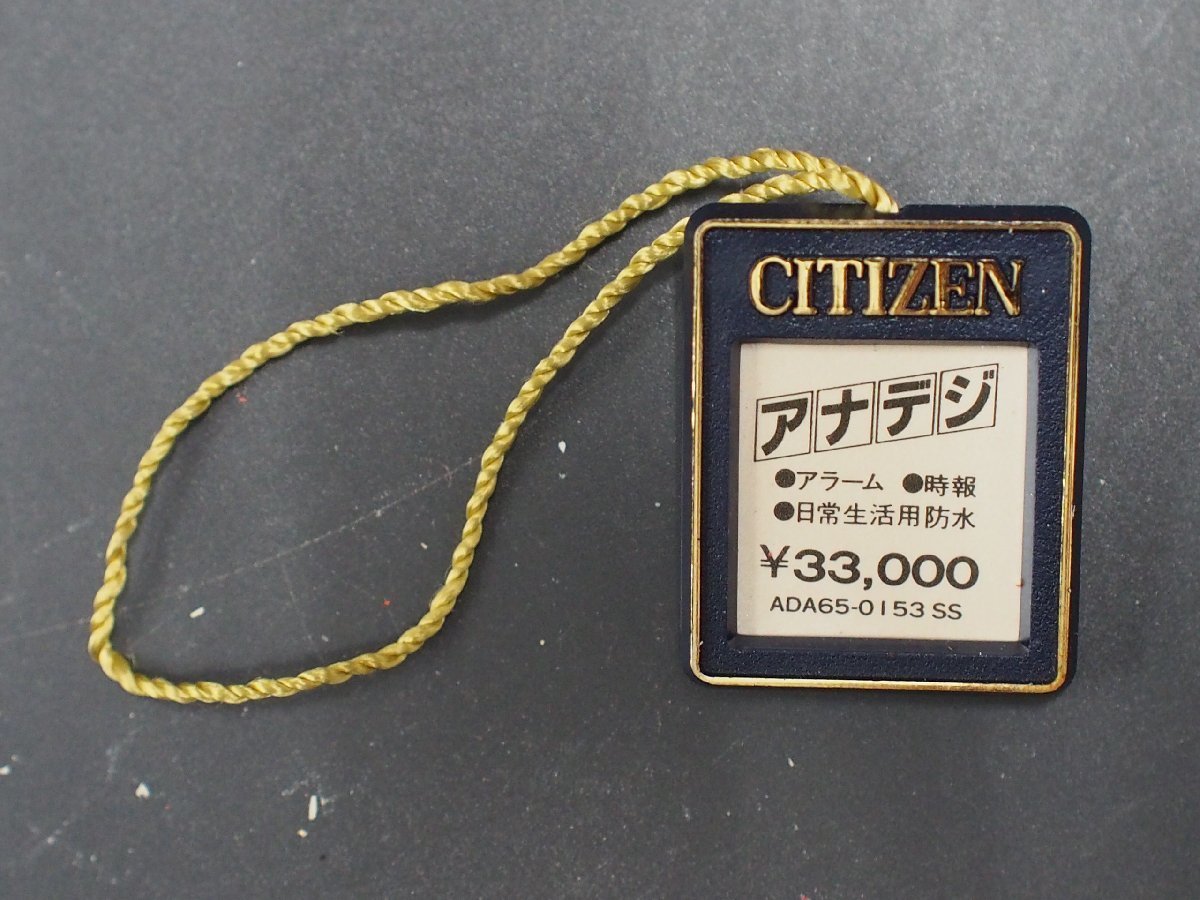 CITIZEN
アナデジ
●アラーム ●時報
●日常生活用防水
¥33,000
ADA65-0153 SS